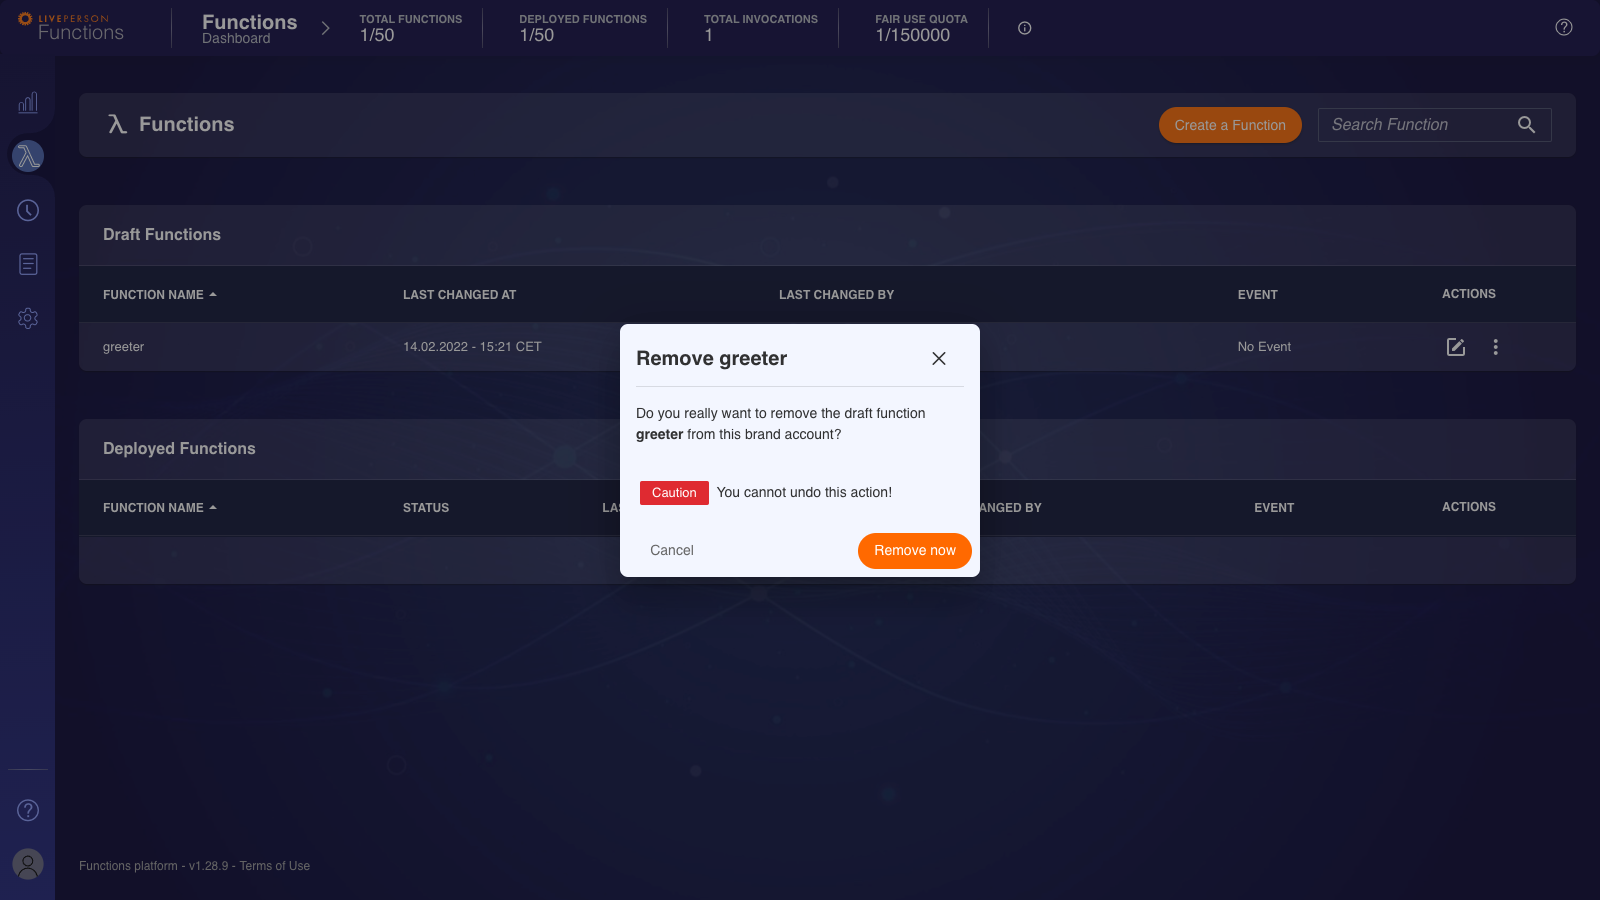 LIVEPERSON
Functions
Functions
Dashboard
TOTAL FUNCTIONS
1/50
DEPLOYED FUNCTIONS
1/50
TOTAL INVOCATIONS
1
FAIR USE QUOTA
1/150000
Functions
Create a Function
Search Function
Draft Functions
FUNCTION NAME
LAST CHANGED AT
LAST CHANGED BY
EVENT
ACTIONS
greeter
14.02.2022 - 15:21 CET
No Event
Remove greeter
Do you really want to remove the draft function
greeter from this brand account?
Caution You cannot undo this action!
Cancel
Remove now
Deployed Functions
FUNCTION NAME
STATUS
LAS
ANGED BY
EVENT
ACTIONS
Functions platform - v1.28.9 - Terms of Use